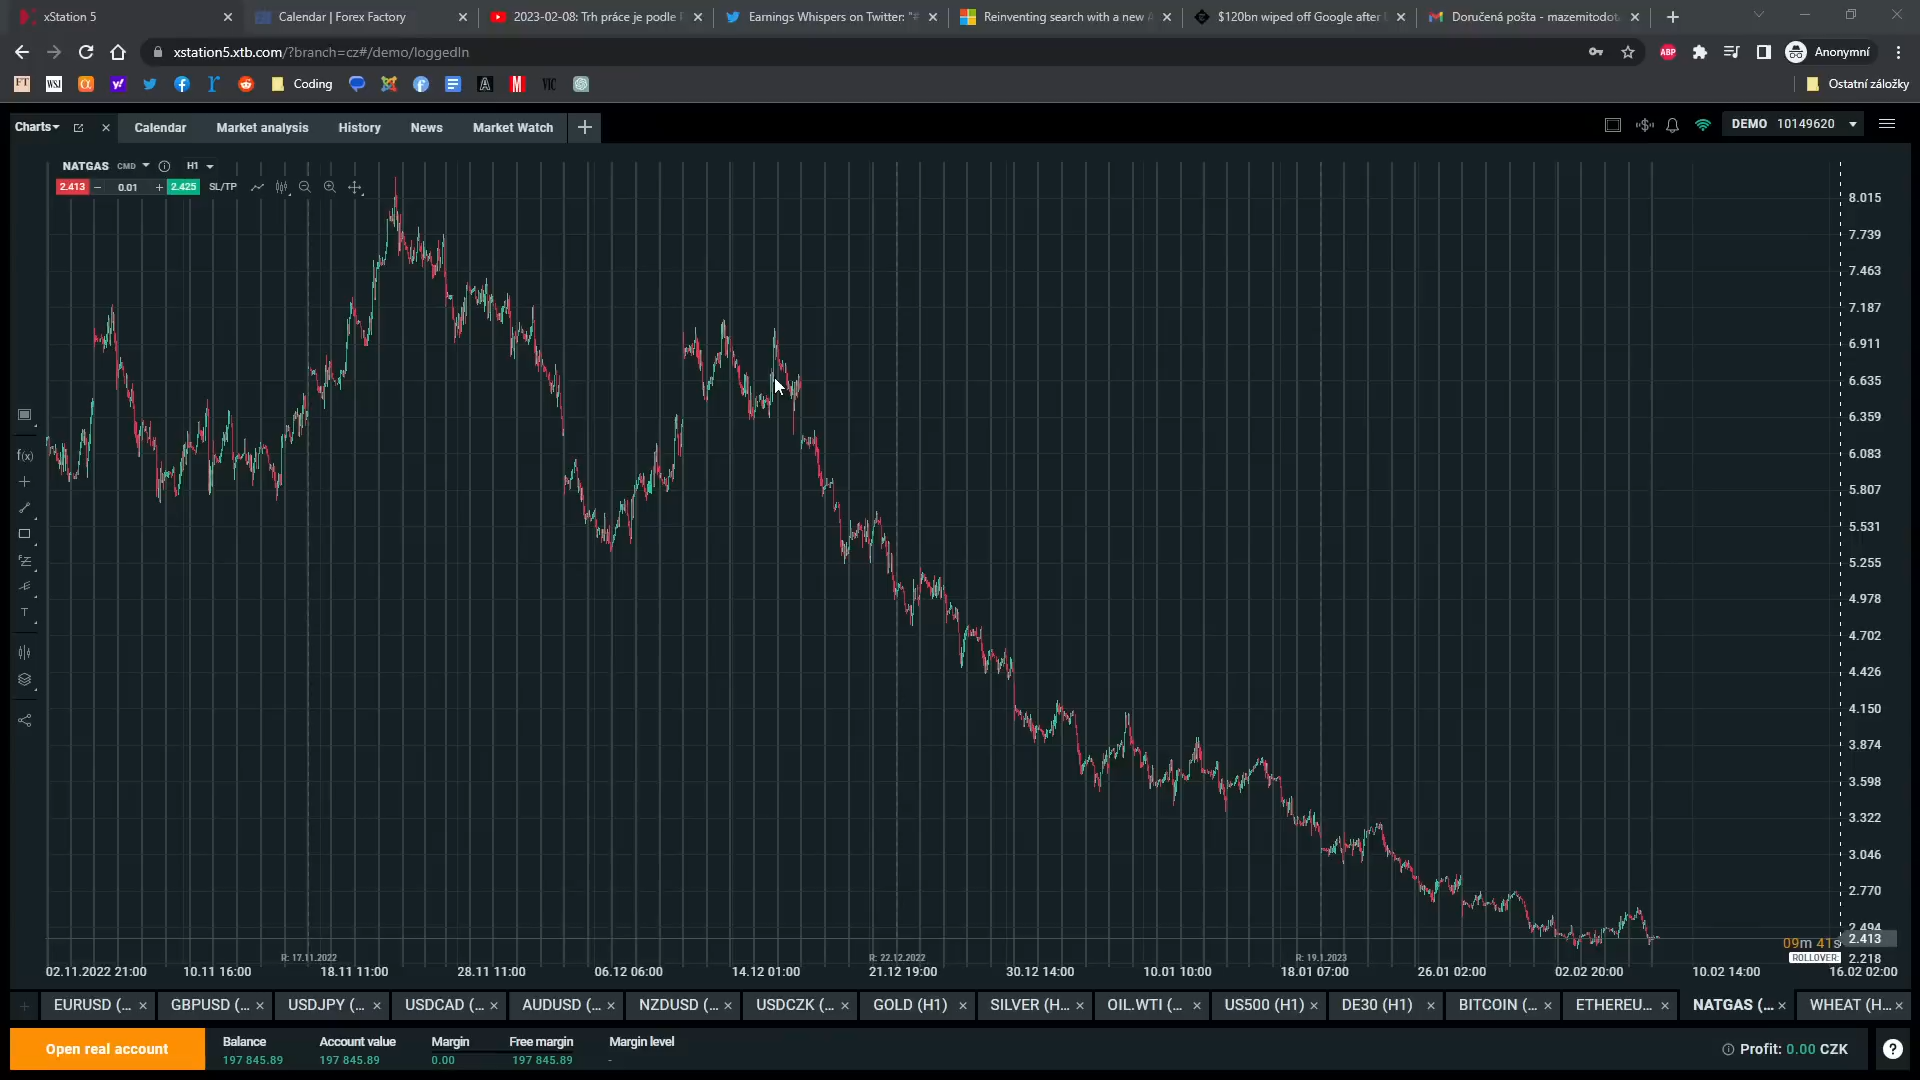 xStation 5
Calendar | Forex Factory
2023-02-08: Trh práce je podle
Earnings Whispers on Twitter: "#
Reinventing search with a new
$120bn wiped off Google after
Doručená pošta - mazemitodot
xstation5.xtb.com/?branch=cz#/demo/loggedIn
ABP
Anonymní
FT
WSJ
Coding
VIC
Ostatní záložky
Charts
Calendar
Market analysis
History
News
Market Watch
DEMO 10149620
NATGAS CMD
H1
2.413
0.01
2.425
SL/TP
8.015
7.739
7.463
7.187
6.911
6.635
6.359
6.083
5.807
5.531
5.255
4.978
4.702
4.426
4.150
3.874
3.598
3.322
3.046
2.770
2.494
2.413
2.218
f(x)
T
09m 41s
ROLLOVER:
R: 17.11.2022
R: 22.12.2022
R: 19.1.2023
02.11.2022 21:00
10.11 16:00
18.11 11:00
28.11 11:00
06.12 06:00
14.12 01:00
21.12 19:00
30.12 14:00
10.01 10:00
18.01 07:00
26.01 02:00
02.02 20:00
10.02 14:00
16.02 02:00
EURUSD (...
GBPUSD (...
USDJPY (...
USDCAD (...
AUDUSD (...
NZDUSD (...
USDCZK (...
GOLD (H1)
SILVER (H...
OIL.WTI (...
US500 (H1)
DE30 (H1)
BITCOIN (...
ETHEREU...
NATGAS (...
WHEAT (H...
Open real account
Balance
197 845.89
Account value
197 845.89
Margin
0.00
Free margin
197 845.89
Margin level
-
Profit: 0.00 CZK